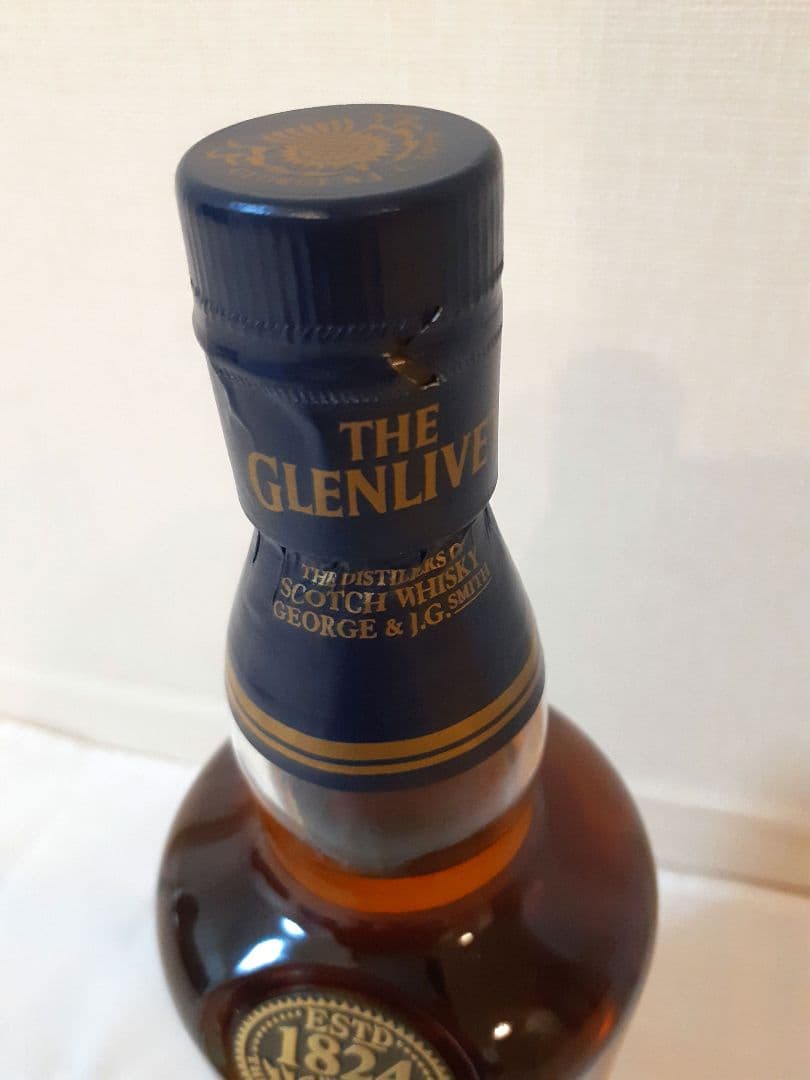 THE
GLENLIVE
THE DISTILLERS O
SCOTCH WHISKY
GEORGE & J.G. SMITH
ESTD
1824